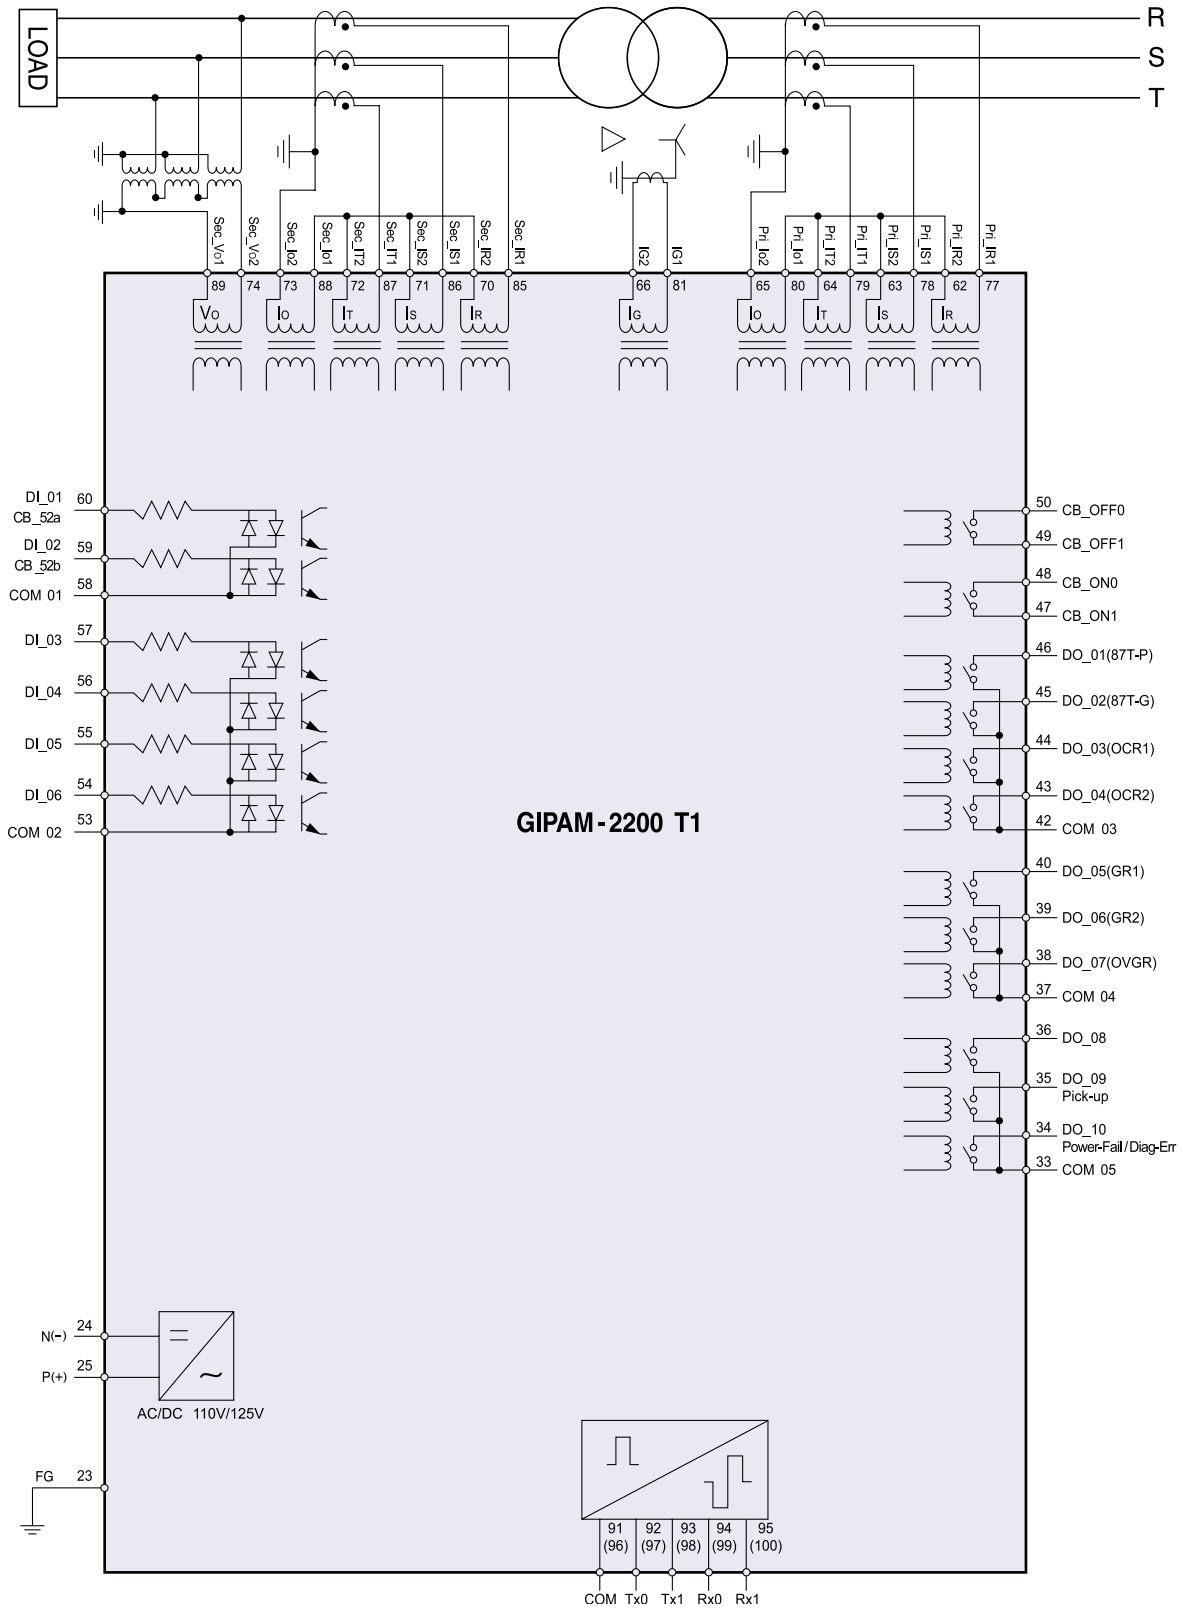 R
S
T
LOAD
Sec_Vo1
Sec_Vo2
Sec_Io2
Sec_Io1
Sec_IT2
Sec_IT1
Sec_IS2
Sec_IS1
Sec_IR2
Sec_IR1
IG2
IG1
Pri_Io2
Pri_Io1
Pri_IT2
Pri_IT1
Pri_IS2
Pri_IS1
Pri_IR2
Pri_IR1
89 74 73 88 72 87 71 86 70 85 66 81 65 80 64 79 63 78 62 77
Vo Io IT IS IR IG Io IT IS IR
DI_01 60
CB_52a
DI_02 59
CB_52b
58
COM 01
57
DI_03
56
DI_04
55
DI_05
54
DI_06
53
COM 02
50 CB_OFF0
49 CB_OFF1
48 CB_ON0
47 CB_ON1
46 DO_01(87T-P)
45 DO_02(87T-G)
44 DO_03(OCR1)
43 DO_04(OCR2)
42 COM 03
40 DO_05(GR1)
39 DO_06(GR2)
38 DO_07(OVGR)
37 COM 04
36 DO_08
35 DO_09
Pick-up
34 DO_10
Power-Fail/Diag-Err
33 COM 05
GIPAM-2200 T1
N(-) 24
P(+) 25
AC/DC 110V/125V
FG 23
91 92 93 94 95
(96) (97) (98) (99) (100)
COM Tx0 Tx1 Rx0 Rx1